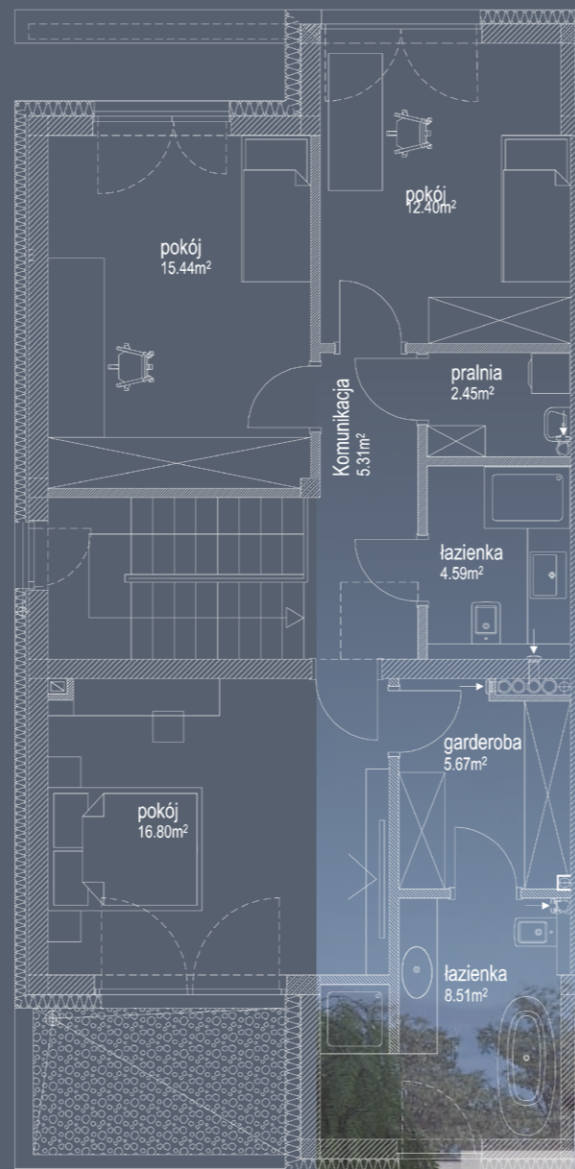 pokój
12.40m²
pokój
15.44m²
pralnia
2.45m²
Komunikacja
5.31m²
łazienka
4.59m²
garderoba
5.67m²
pokój
16.80m²
łazienka
8.51m²